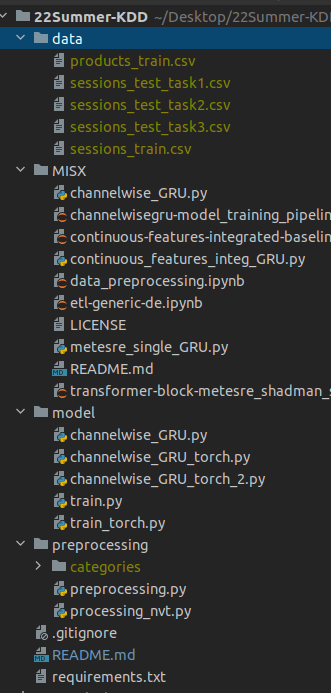 22Summer-KDD ~/Desktop/22Summer-KDD
data
products_train.csv
sessions_test_task1.csv
sessions_test_task2.csv
sessions_test_task3.csv
sessions_train.csv
MISX
channelwise_GRU.py
channelwisegru-model_training_pipelin
continuous-features-integrated-baselin
continuous_features_integ_GRU.py
data_preprocessing.ipynb
etl-generic-de.ipynb
LICENSE
metesre_single_GRU.py
MD README.md
transformer-block-metesre_shadman_s
model
channelwise_GRU.py
channelwise_GRU_torch.py
channelwise_GRU_torch_2.py
train.py
train_torch.py
preprocessing
categories
preprocessing.py
processing_nvt.py
.gitignore
MD README.md
requirements.txt